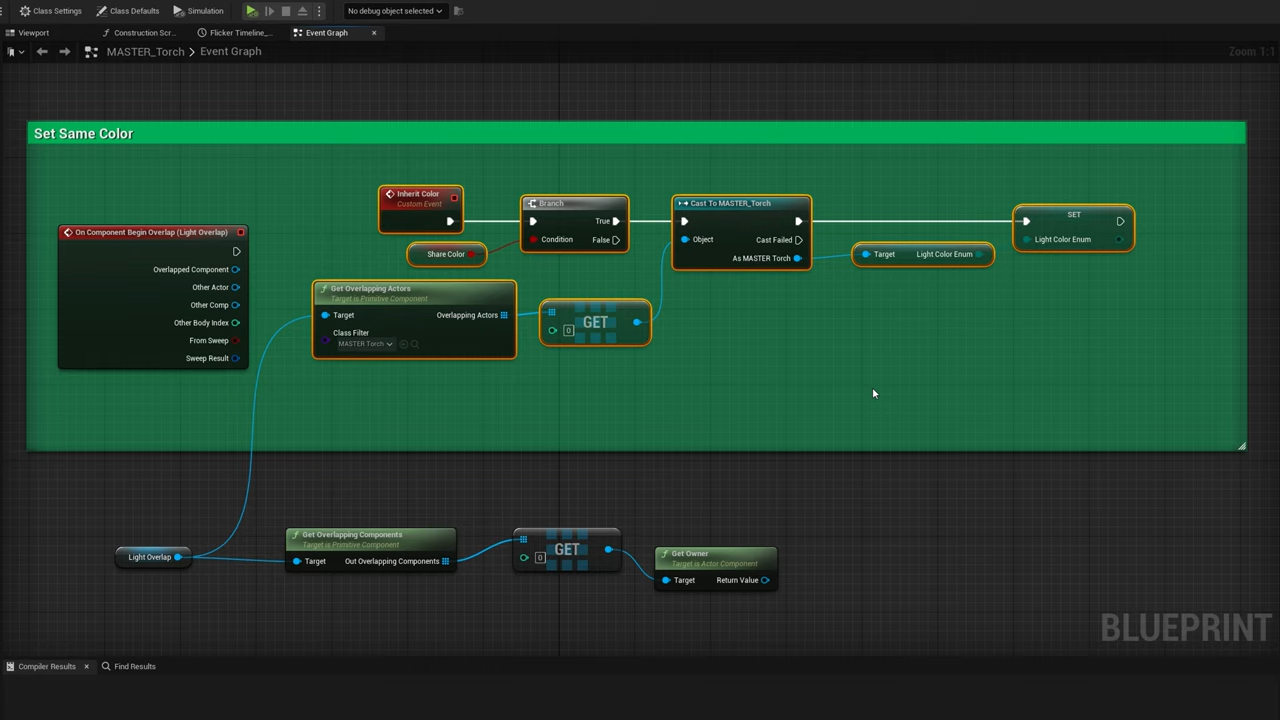 Class Settings
Class Defaults
Simulation
No debug object selected
Viewport
Construction Scr...
Flicker Timeline_...
Event Graph
MASTER_Torch > Event Graph
Zoom 1:1
Set Same Color
Inherit Color
Custom Event
Branch
True
Condition
False
Share Color
Cast To MASTER_Torch
Object
Cast Failed
As MASTER Torch
Target
Light Color Enum
SET
Light Color Enum
On Component Begin Overlap (Light Overlap)
Overlapped Component
Other Actor
Other Comp
Other Body Index
From Sweep
Sweep Result
Get Overlapping Actors
Target is Primitive Component
Target
Overlapping Actors
Class Filter
MASTER Torch
GET
0
Light Overlap
Get Overlapping Components
Target is Primitive Component
Target
Out Overlapping Components
GET
0
Get Owner
Target is Actor Component
Target
Return Value
BLUEPRINT
Compiler Results
Find Results